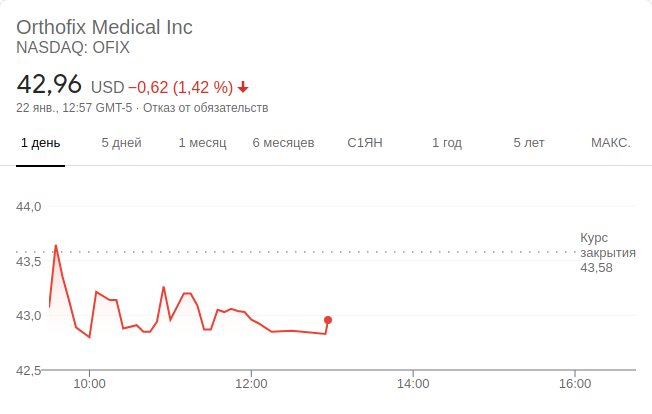 Orthofix Medical Inc
NASDAQ: OFIX
42,96 USD −0,62 (1,42 %)
22 янв., 12:57 GMT-5 · Отказ от обязательств
1 день 5 дней 1 месяц 6 месяцев С1ЯН 1 год 5 лет МАКС.
44,0
Курс
закрытия
43,58
43,5
43,0
42,5
10:00 12:00 14:00 16:00